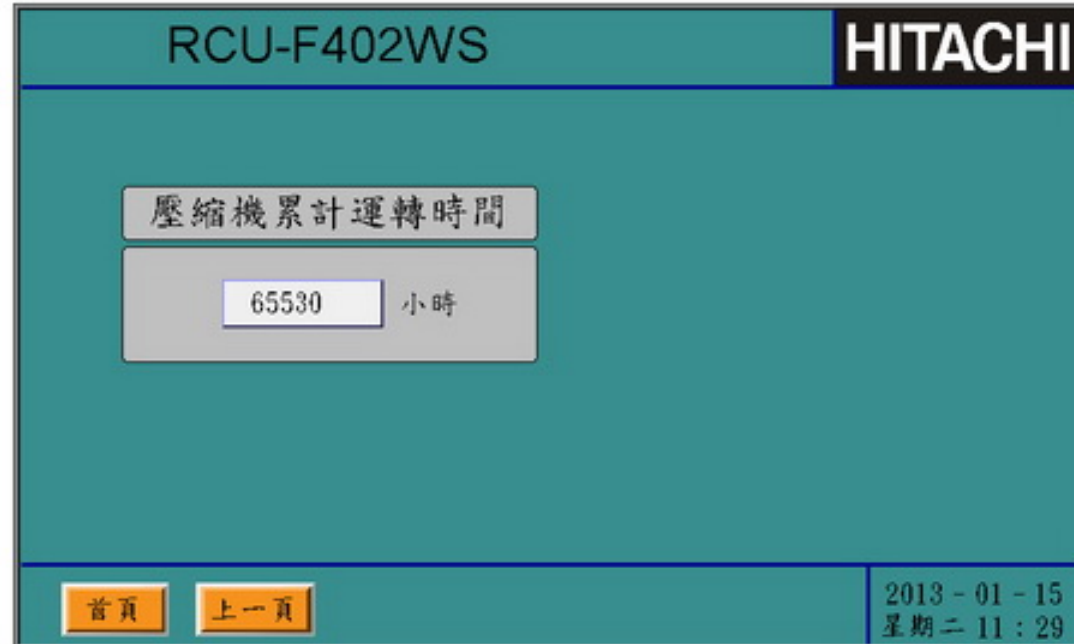 RCU-F402WS
HITACHI
壓縮機累計運轉時間
65530 小時
首頁 上一頁
2013-01-15
星期二 11:29